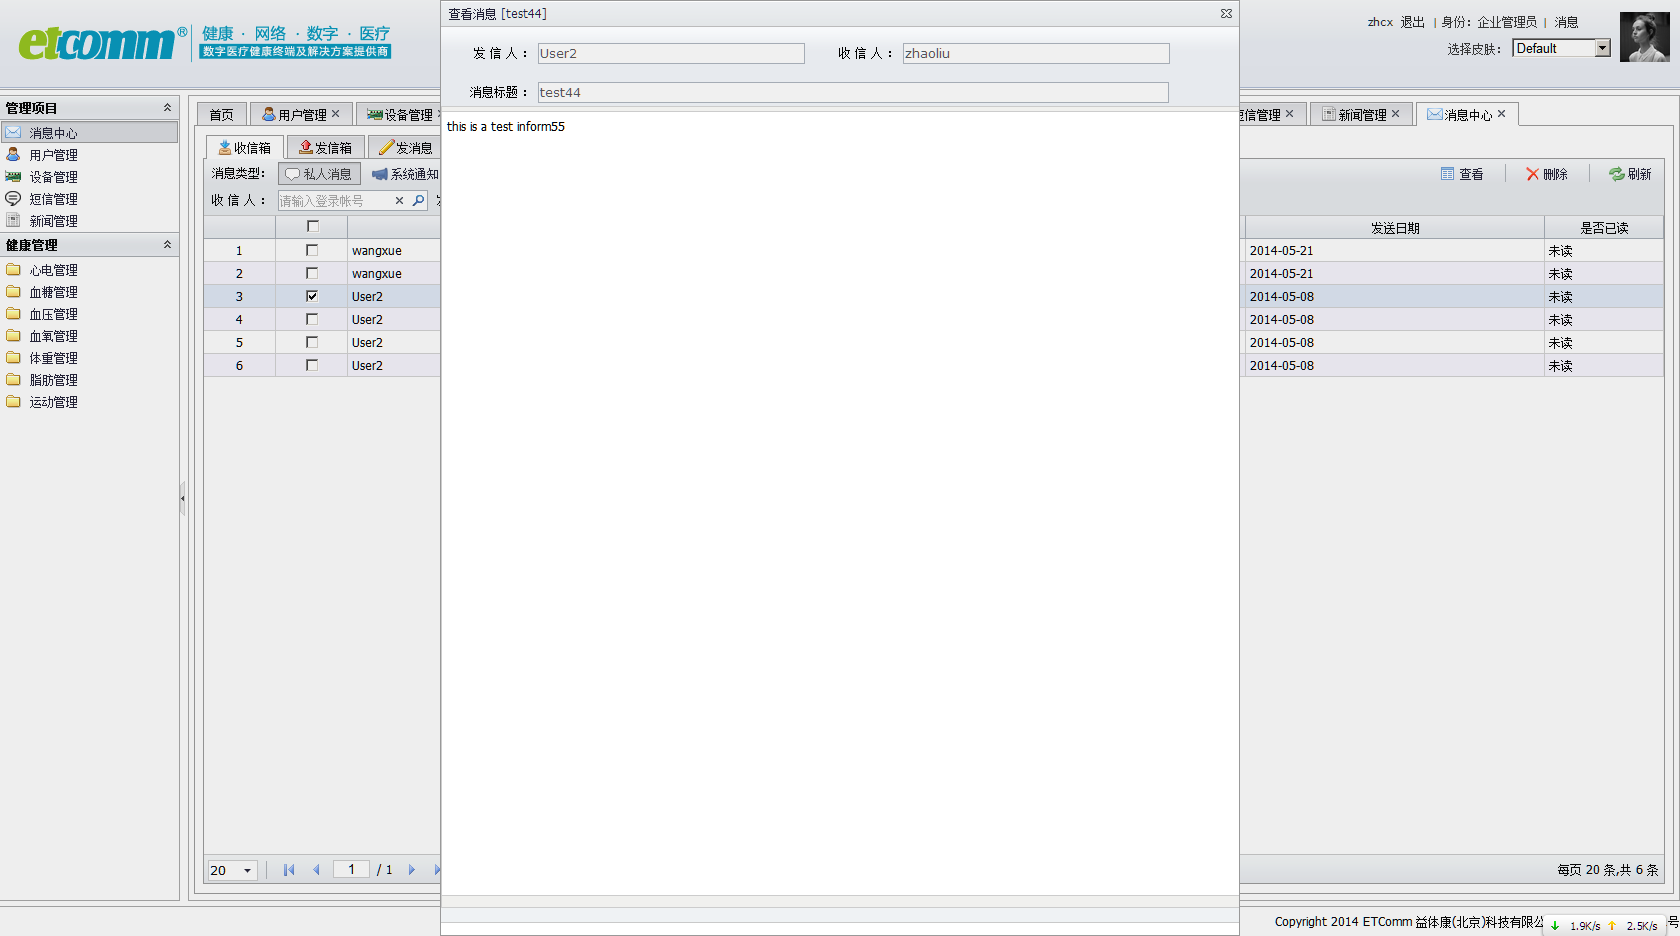 etcomm®
健康 · 网络 · 数字 · 医疗
数字医疗健康终端及解决方案提供商
zhcx 退出 | 身份：企业管理员 | 消息
选择皮肤： Default
查看消息 [test44]
发 信 人： User2 收 信 人： zhaoliu
消息标题： test44
this is a test inform55
管理项目
消息中心
用户管理
设备管理
短信管理
新闻管理
健康管理
心电管理
血糖管理
血压管理
血氧管理
体重管理
脂肪管理
运动管理
首页 用户管理 设备管理 短信管理 新闻管理 消息中心
收信箱 发信箱 发消息
消息类型： 私人消息 系统通知 查看 删除 刷新
收 信 人： 请输入登录帐号
发送日期 是否已读
1 wangxue 2014-05-21 未读
2 wangxue 2014-05-21 未读
3 User2 2014-05-08 未读
4 User2 2014-05-08 未读
5 User2 2014-05-08 未读
6 User2 2014-05-08 未读
20 1 / 1 每页 20 条,共 6 条
Copyright 2014 ETComm 益体康(北京)科技有限公 号
1.9K/s 2.5K/s